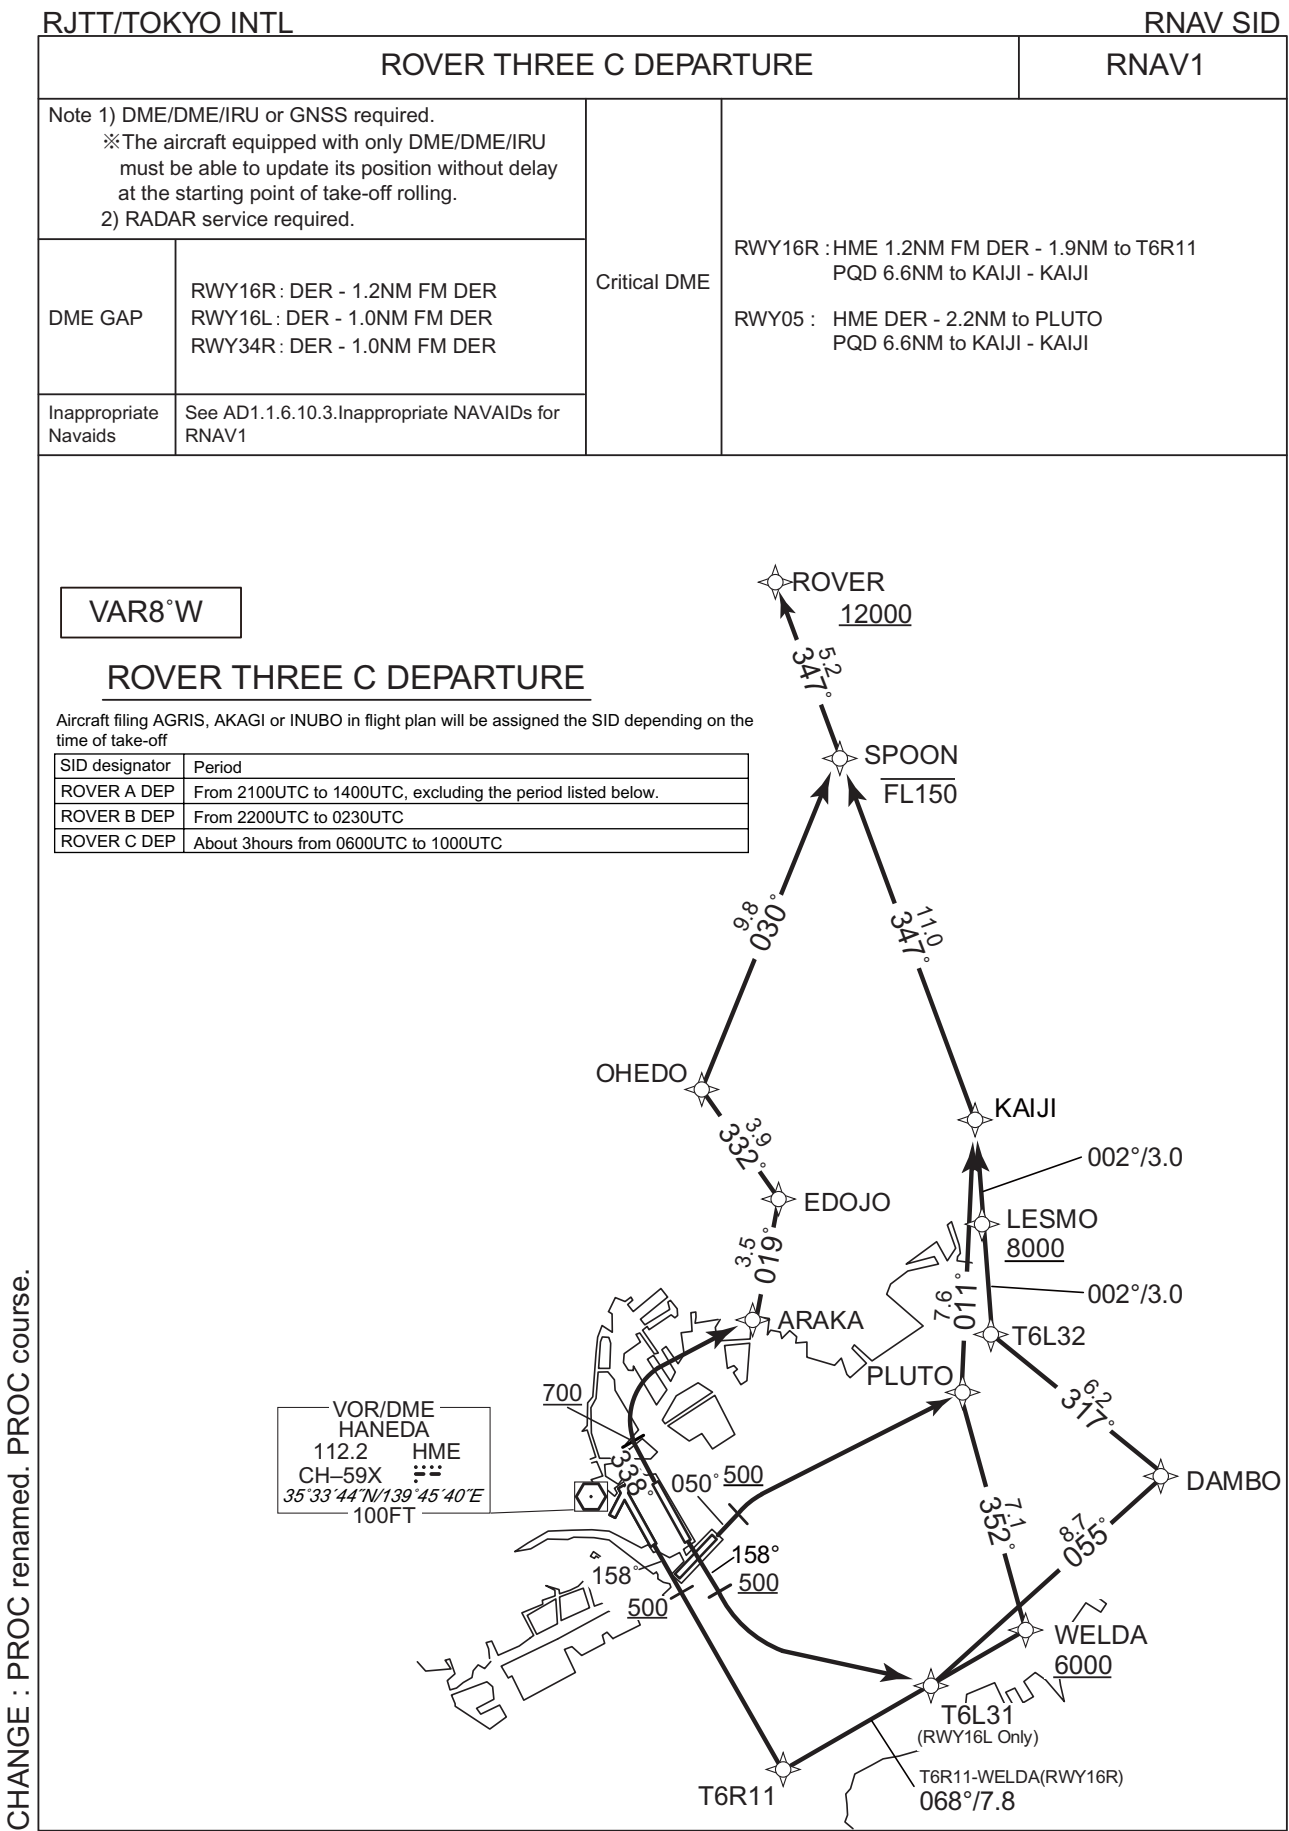 RJTT/TOKYO INTL
RNAV SID
ROVER THREE C DEPARTURE
RNAV1
Note 1) DME/DME/IRU or GNSS required.
※The aircraft equipped with only DME/DME/IRU
must be able to update its position without delay
at the starting point of take-off rolling.
2) RADAR service required.
DME GAP
RWY16R: DER - 1.2NM FM DER
RWY16L: DER - 1.0NM FM DER
RWY34R: DER - 1.0NM FM DER
Inappropriate
Navaids
See AD1.1.6.10.3.Inappropriate NAVAIDs for
RNAV1
Critical DME
RWY16R : HME 1.2NM FM DER - 1.9NM to T6R11
PQD 6.6NM to KAIJI - KAIJI
RWY05 : HME DER - 2.2NM to PLUTO
PQD 6.6NM to KAIJI - KAIJI
VAR8°W
ROVER THREE C DEPARTURE
Aircraft filing AGRIS, AKAGI or INUBO in flight plan will be assigned the SID depending on the
time of take-off
SID designator Period
ROVER A DEP From 2100UTC to 1400UTC, excluding the period listed below.
ROVER B DEP From 2200UTC to 0230UTC
ROVER C DEP About 3hours from 0600UTC to 1000UTC
ROVER
12000
5.2
347°
SPOON
FL150
9.8
030°
11.0
347°
OHEDO
KAIJI
3.9
332°
002°/3.0
EDOJO
LESMO
8000
3.5
019°
7.6
011°
002°/3.0
ARAKA
T6L32
PLUTO
6.2
317°
700
VOR/DME
HANEDA
112.2 HME
CH–59X
35°33′44″N/139°45′40″E
100FT
338°
050°
500
DAMBO
7.1
352°
8.7
055°
158°
500
158°
500
WELDA
6000
T6L31
(RWY16L Only)
T6R11
T6R11-WELDA(RWY16R)
068°/7.8
CHANGE : PROC renamed. PROC course.